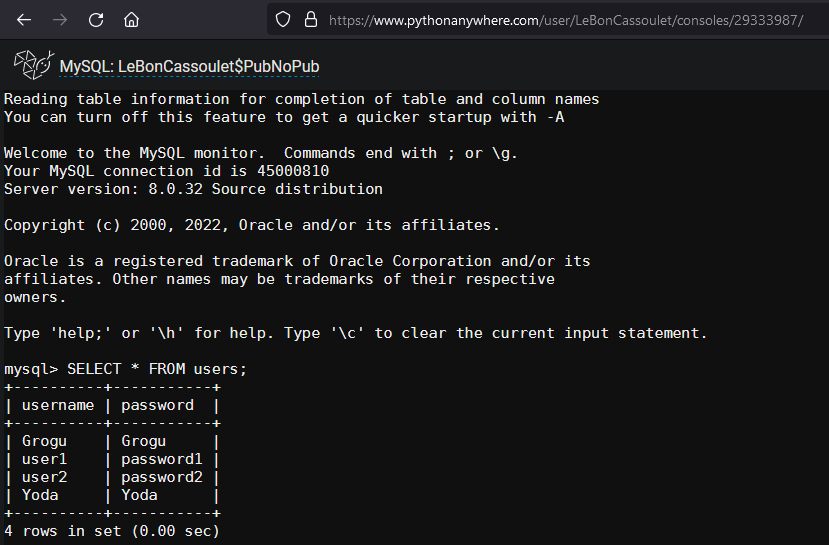 https://www.pythonanywhere.com/user/LeBonCassoulet/consoles/29333987/
MySQL: LeBonCassoulet$PubNoPub
Reading table information for completion of table and column names
You can turn off this feature to get a quicker startup with -A
Welcome to the MySQL monitor.  Commands end with ; or \g.
Your MySQL connection id is 45000810
Server version: 8.0.32 Source distribution
Copyright (c) 2000, 2022, Oracle and/or its affiliates.
Oracle is a registered trademark of Oracle Corporation and/or its
affiliates. Other names may be trademarks of their respective
owners.
Type 'help;' or '\h' for help. Type '\c' to clear the current input statement.
mysql> SELECT * FROM users;
+----------+-----------+
| username | password  |
+----------+-----------+
| Grogu    | Grogu     |
| user1    | password1 |
| user2    | password2 |
| Yoda     | Yoda      |
+----------+-----------+
4 rows in set (0.00 sec)